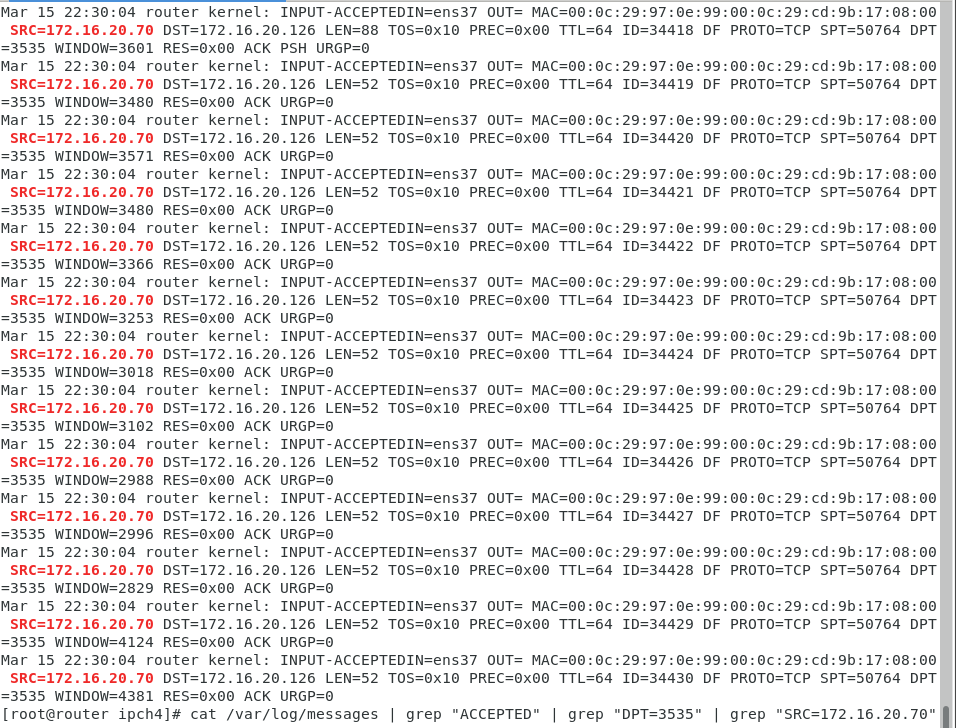 Mar 15 22:30:04 router kernel: INPUT-ACCEPTEDIN=ens37 OUT= MAC=00:0c:29:97:0e:99:00:0c:29:cd:9b:17:08:00
SRC=172.16.20.70 DST=172.16.20.126 LEN=88 TOS=0x10 PREC=0x00 TTL=64 ID=34418 DF PROTO=TCP SPT=50764 DPT
=3535 WINDOW=3601 RES=0x00 ACK PSH URGP=0
Mar 15 22:30:04 router kernel: INPUT-ACCEPTEDIN=ens37 OUT= MAC=00:0c:29:97:0e:99:00:0c:29:cd:9b:17:08:00
SRC=172.16.20.70 DST=172.16.20.126 LEN=52 TOS=0x10 PREC=0x00 TTL=64 ID=34419 DF PROTO=TCP SPT=50764 DPT
=3535 WINDOW=3480 RES=0x00 ACK URGP=0
Mar 15 22:30:04 router kernel: INPUT-ACCEPTEDIN=ens37 OUT= MAC=00:0c:29:97:0e:99:00:0c:29:cd:9b:17:08:00
SRC=172.16.20.70 DST=172.16.20.126 LEN=52 TOS=0x10 PREC=0x00 TTL=64 ID=34420 DF PROTO=TCP SPT=50764 DPT
=3535 WINDOW=3571 RES=0x00 ACK URGP=0
Mar 15 22:30:04 router kernel: INPUT-ACCEPTEDIN=ens37 OUT= MAC=00:0c:29:97:0e:99:00:0c:29:cd:9b:17:08:00
SRC=172.16.20.70 DST=172.16.20.126 LEN=52 TOS=0x10 PREC=0x00 TTL=64 ID=34421 DF PROTO=TCP SPT=50764 DPT
=3535 WINDOW=3480 RES=0x00 ACK URGP=0
Mar 15 22:30:04 router kernel: INPUT-ACCEPTEDIN=ens37 OUT= MAC=00:0c:29:97:0e:99:00:0c:29:cd:9b:17:08:00
SRC=172.16.20.70 DST=172.16.20.126 LEN=52 TOS=0x10 PREC=0x00 TTL=64 ID=34422 DF PROTO=TCP SPT=50764 DPT
=3535 WINDOW=3366 RES=0x00 ACK URGP=0
Mar 15 22:30:04 router kernel: INPUT-ACCEPTEDIN=ens37 OUT= MAC=00:0c:29:97:0e:99:00:0c:29:cd:9b:17:08:00
SRC=172.16.20.70 DST=172.16.20.126 LEN=52 TOS=0x10 PREC=0x00 TTL=64 ID=34423 DF PROTO=TCP SPT=50764 DPT
=3535 WINDOW=3253 RES=0x00 ACK URGP=0
Mar 15 22:30:04 router kernel: INPUT-ACCEPTEDIN=ens37 OUT= MAC=00:0c:29:97:0e:99:00:0c:29:cd:9b:17:08:00
SRC=172.16.20.70 DST=172.16.20.126 LEN=52 TOS=0x10 PREC=0x00 TTL=64 ID=34424 DF PROTO=TCP SPT=50764 DPT
=3535 WINDOW=3018 RES=0x00 ACK URGP=0
Mar 15 22:30:04 router kernel: INPUT-ACCEPTEDIN=ens37 OUT= MAC=00:0c:29:97:0e:99:00:0c:29:cd:9b:17:08:00
SRC=172.16.20.70 DST=172.16.20.126 LEN=52 TOS=0x10 PREC=0x00 TTL=64 ID=34425 DF PROTO=TCP SPT=50764 DPT
=3535 WINDOW=3102 RES=0x00 ACK URGP=0
Mar 15 22:30:04 router kernel: INPUT-ACCEPTEDIN=ens37 OUT= MAC=00:0c:29:97:0e:99:00:0c:29:cd:9b:17:08:00
SRC=172.16.20.70 DST=172.16.20.126 LEN=52 TOS=0x10 PREC=0x00 TTL=64 ID=34426 DF PROTO=TCP SPT=50764 DPT
=3535 WINDOW=2988 RES=0x00 ACK URGP=0
Mar 15 22:30:04 router kernel: INPUT-ACCEPTEDIN=ens37 OUT= MAC=00:0c:29:97:0e:99:00:0c:29:cd:9b:17:08:00
SRC=172.16.20.70 DST=172.16.20.126 LEN=52 TOS=0x10 PREC=0x00 TTL=64 ID=34427 DF PROTO=TCP SPT=50764 DPT
=3535 WINDOW=2996 RES=0x00 ACK URGP=0
Mar 15 22:30:04 router kernel: INPUT-ACCEPTEDIN=ens37 OUT= MAC=00:0c:29:97:0e:99:00:0c:29:cd:9b:17:08:00
SRC=172.16.20.70 DST=172.16.20.126 LEN=52 TOS=0x10 PREC=0x00 TTL=64 ID=34428 DF PROTO=TCP SPT=50764 DPT
=3535 WINDOW=2829 RES=0x00 ACK URGP=0
Mar 15 22:30:04 router kernel: INPUT-ACCEPTEDIN=ens37 OUT= MAC=00:0c:29:97:0e:99:00:0c:29:cd:9b:17:08:00
SRC=172.16.20.70 DST=172.16.20.126 LEN=52 TOS=0x10 PREC=0x00 TTL=64 ID=34429 DF PROTO=TCP SPT=50764 DPT
=3535 WINDOW=4124 RES=0x00 ACK URGP=0
Mar 15 22:30:04 router kernel: INPUT-ACCEPTEDIN=ens37 OUT= MAC=00:0c:29:97:0e:99:00:0c:29:cd:9b:17:08:00
SRC=172.16.20.70 DST=172.16.20.126 LEN=52 TOS=0x10 PREC=0x00 TTL=64 ID=34430 DF PROTO=TCP SPT=50764 DPT
=3535 WINDOW=4381 RES=0x00 ACK URGP=0
[root@router ipch4]# cat /var/log/messages | grep "ACCEPTED" | grep "DPT=3535" | grep "SRC=172.16.20.70"